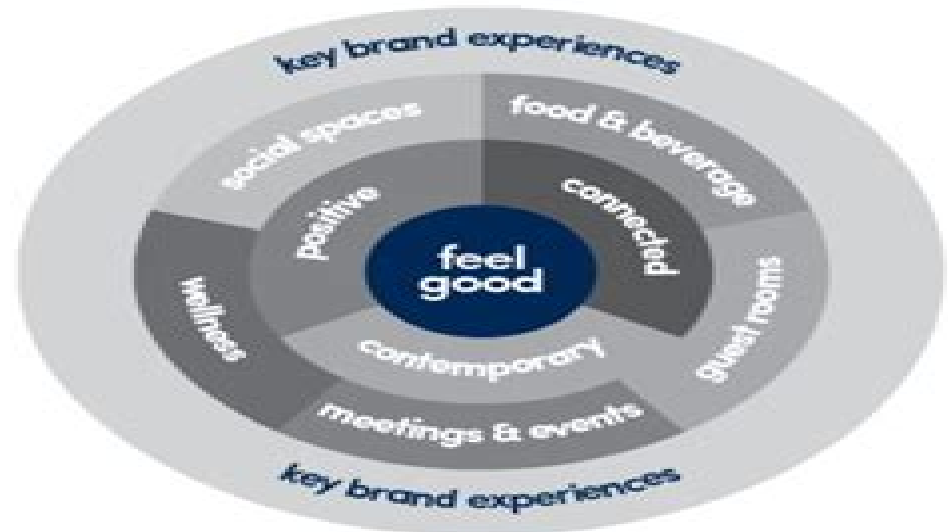 key brand experiences
social spaces
food & beverage
positive
connected
feel
good
wellness
guest rooms
contemporary
meetings & events
key brand experiences